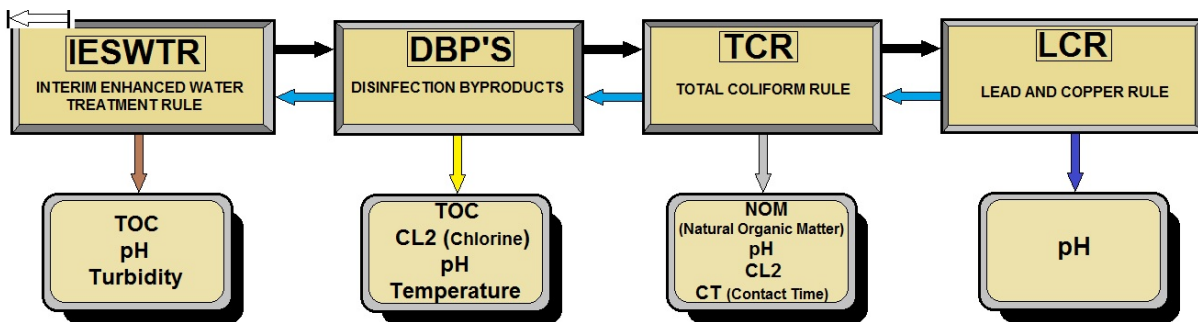 IESWTR
INTERIM ENHANCED WATER
TREATMENT RULE
DBP'S
DISINFECTION BYPRODUCTS
TCR
TOTAL COLIFORM RULE
LCR
LEAD AND COPPER RULE
TOC
pH
Turbidity
TOC
CL2 (Chlorine)
pH
Temperature
NOM
(Natural Organic Matter)
pH
CL2
CT (Contact Time)
pH